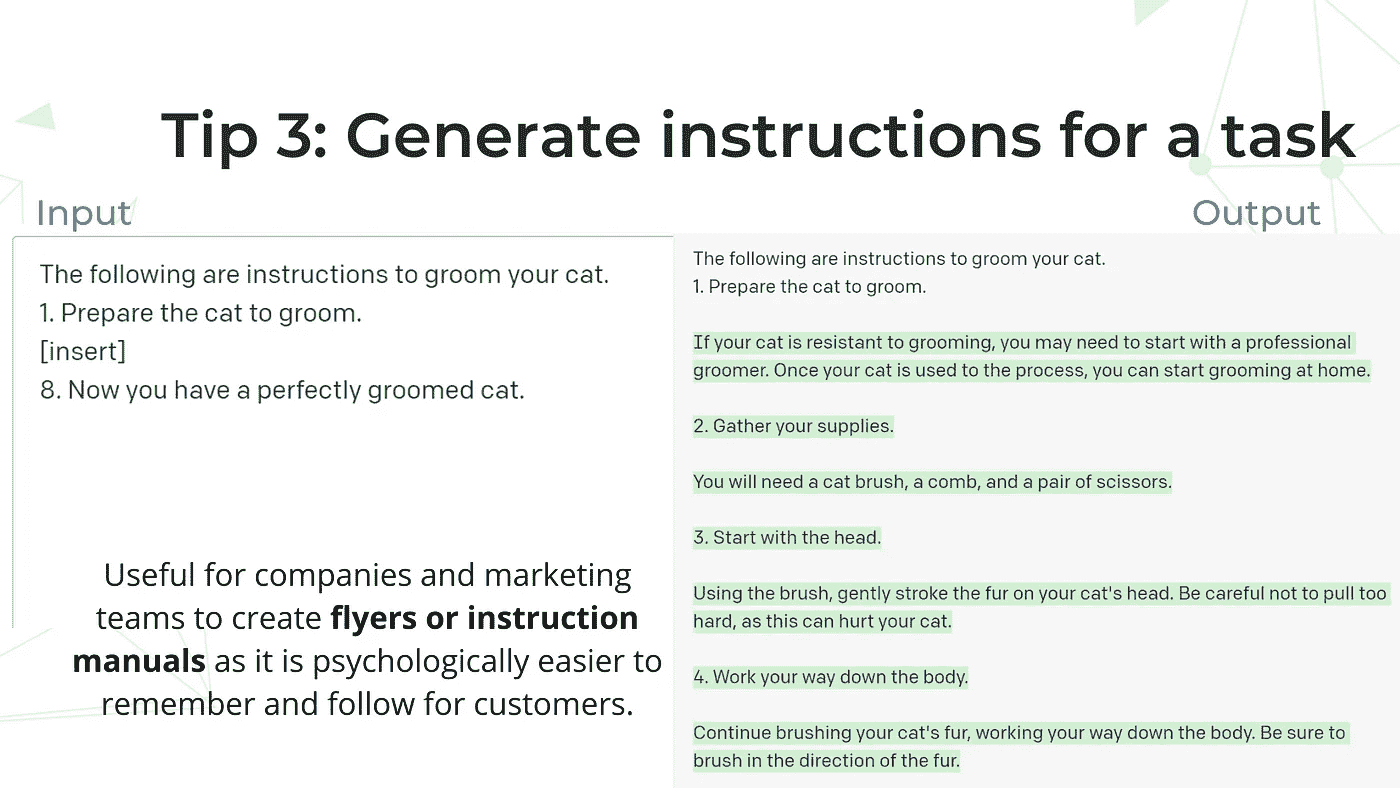 Tip 3: Generate instructions for a task
Input
The following are instructions to groom your cat.
1. Prepare the cat to groom.
[insert]
8. Now you have a perfectly groomed cat.
Useful for companies and marketing
teams to create flyers or instruction
manuals as it is psychologically easier to
remember and follow for customers.
Output
The following are instructions to groom your cat.
1. Prepare the cat to groom.
If your cat is resistant to grooming, you may need to start with a professional
groomer. Once your cat is used to the process, you can start grooming at home.
2. Gather your supplies.
You will need a cat brush, a comb, and a pair of scissors.
3. Start with the head.
Using the brush, gently stroke the fur on your cat's head. Be careful not to pull too
hard, as this can hurt your cat.
4. Work your way down the body.
Continue brushing your cat's fur, working your way down the body. Be sure to
brush in the direction of the fur.